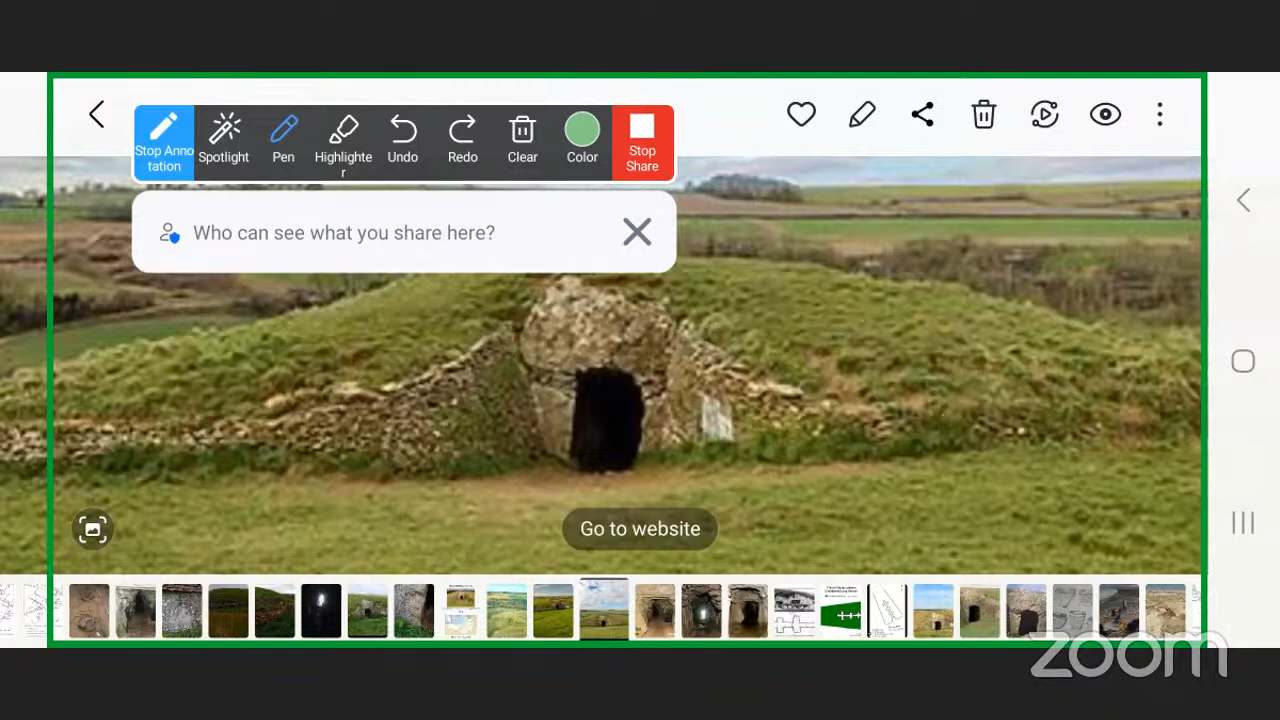 Stop Anno
tation
Spotlight
Pen
Highlighte
r
Undo
Redo
Clear
Color
Stop
Share
Who can see what you share here?
Go to website
zoom